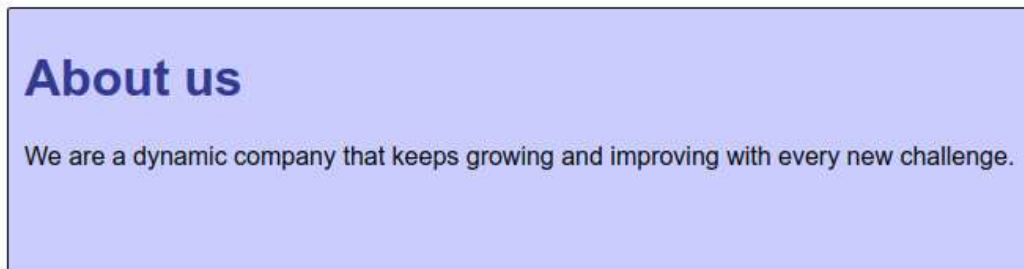 About us
We are a dynamic company that keeps growing and improving with every new challenge.